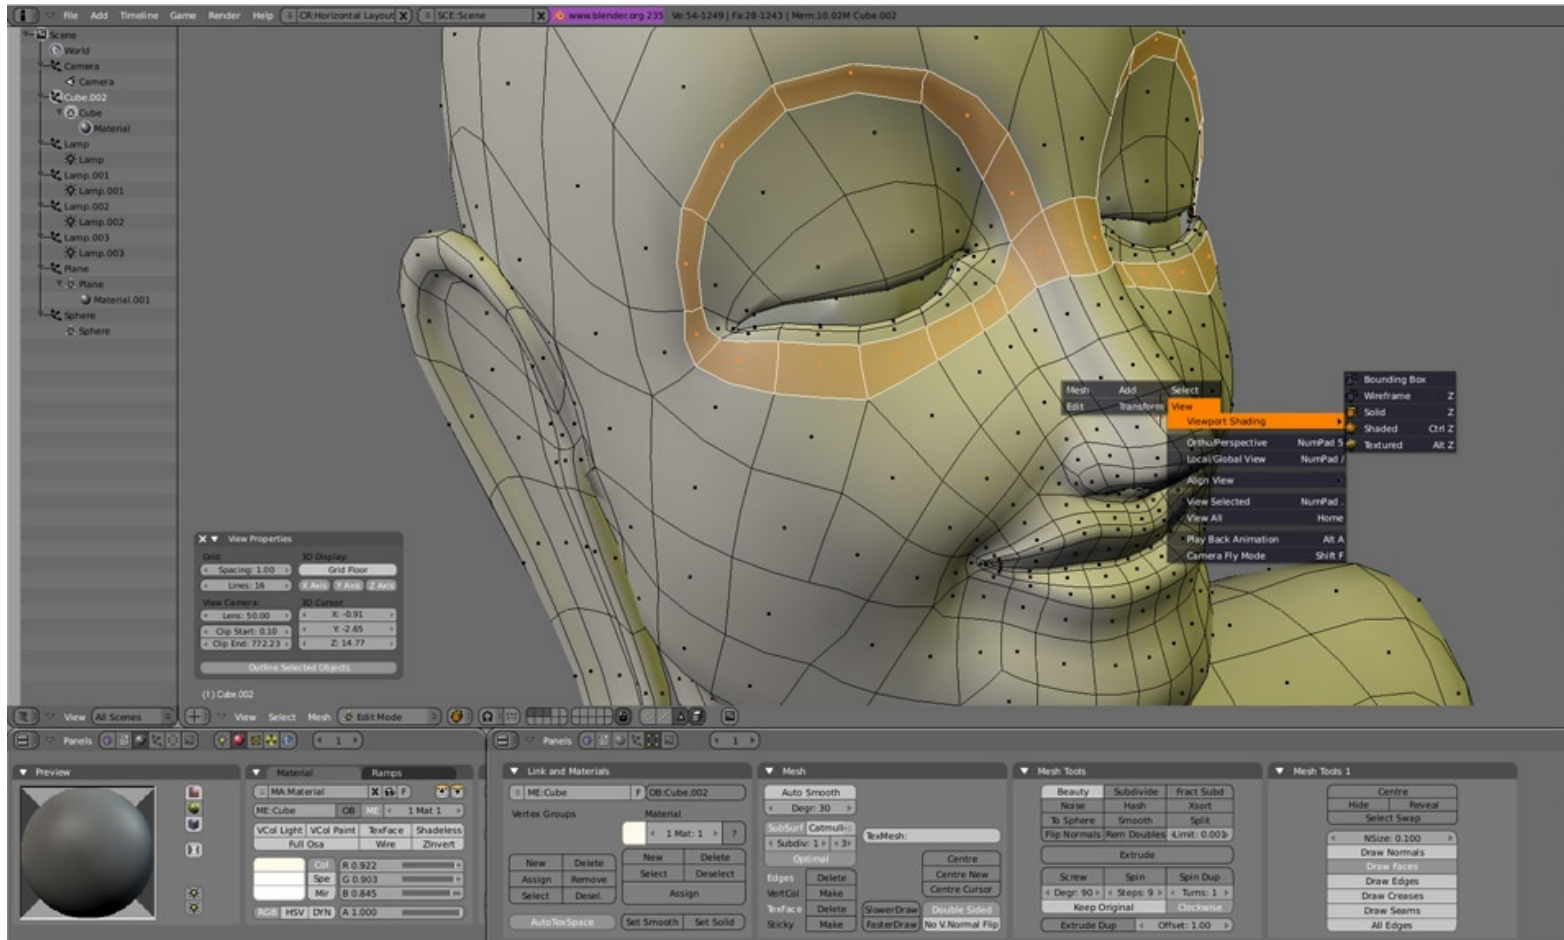 File Add Timeline Game Render Help CR:Horizontal Layout X SCE:Scene X www.blender.org 235 Ve:54-1249 | Fa:28-1243 | Mem:10.02M Cube.002
Scene
World
Camera
Camera
Cube.002
Cube
Material
Lamp
Lamp
Lamp.001
Lamp.001
Lamp.002
Lamp.002
Lamp.003
Lamp.003
Plane
Plane
Material.001
Sphere
Sphere
Mesh Add Select
Edit Transform View
Viewport Shading
Ortho/Perspective NumPad 5
Local/Global View NumPad /
Align View
View Selected NumPad .
View All Home
Play Back Animation Alt A
Camera Fly Mode Shift F
Bounding Box
Wireframe Z
Solid Z
Shaded Ctrl Z
Textured Alt Z
X View Properties
Grid: 3D Display:
Spacing: 1.00 Grid Floor
Lines: 16 X Axis Y Axis Z Axis
View Camera: 3D Cursor:
Lens: 50.00 X: -0.91
Clip Start: 0.10 Y: -2.65
Clip End: 772.23 Z: 14.77
Outline Selected Objects
(1) Cube.002
View All Scenes View Select Mesh Edit Mode
Panels 1 Panels 1
Preview
Material Ramps
MA:Material X F
ME:Cube OB ME 1 Mat 1
VCol Light VCol Paint TexFace Shadeless
Full Osa Wire ZInvert
Col R 0.922
Spe G 0.903
Mir B 0.845
RGB HSV DYN A 1.000
Link and Materials
ME:Cube F OB:Cube.002
Vertex Groups Material
1 Mat: 1 ?
New Delete New Delete
Assign Remove Select Deselect
Select Desel. Assign
AutoTexSpace Set Smooth Set Solid
Mesh
Auto Smooth
Degr: 30
SubSurf Catmull-
Subdiv: 1 3
Optimal
TexMesh:
Edges Delete Centre
VertCol Make Centre New
TexFace Delete Centre Cursor
Sticky Make SlowerDraw Double Sided
FasterDraw No V.Normal Flip
Mesh Tools
Beauty Subdivide Fract Subd
Noise Hash Xsort
To Sphere Smooth Split
Flip Normals Rem Doubles Limit: 0.001
Extrude
Screw Spin Spin Dup
Degr: 90 Steps: 9 Turns: 1
Keep Original Clockwise
Extrude Dup Offset: 1.00
Mesh Tools 1
Centre
Hide Reveal
Select Swap
NSize: 0.100
Draw Normals
Draw Faces
Draw Edges
Draw Creases
Draw Seams
All Edges